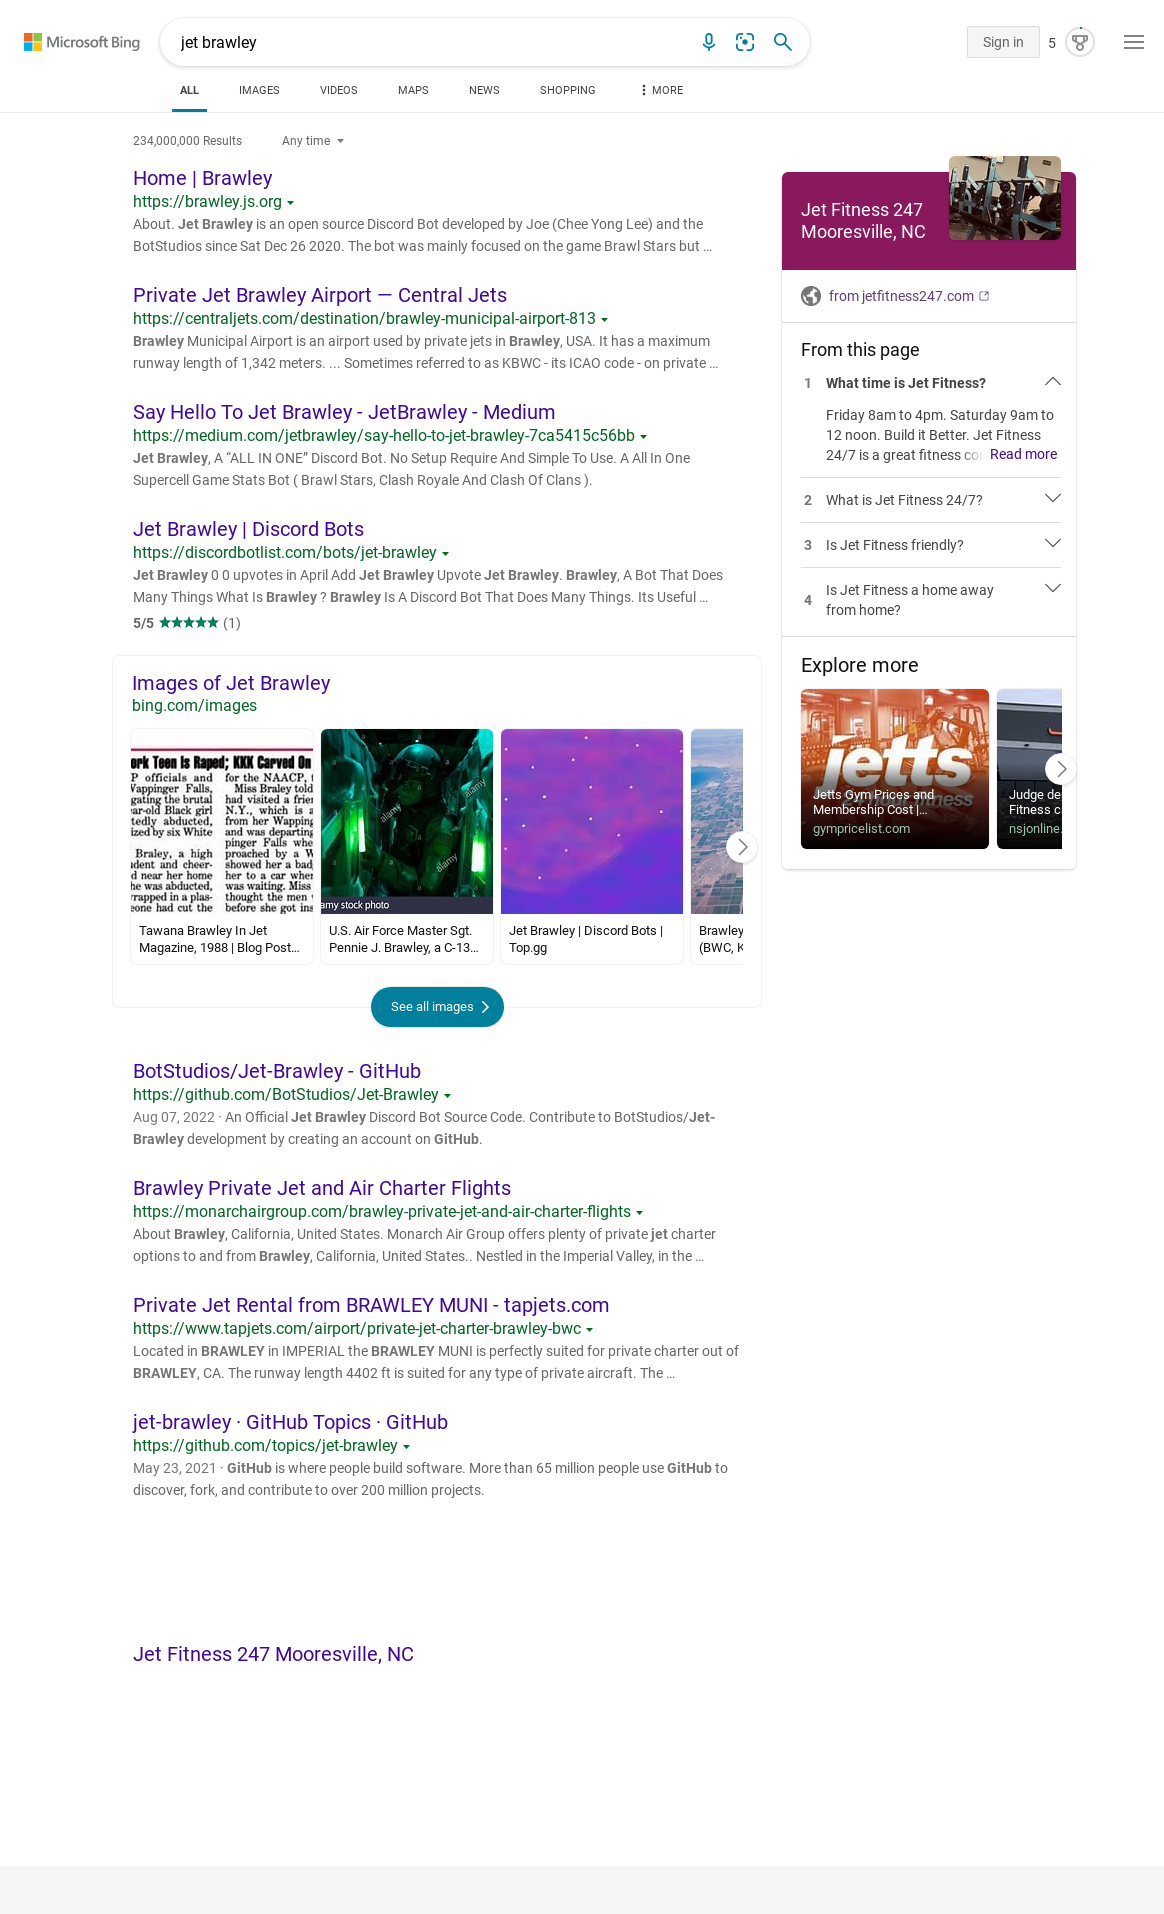 Microsoft Bing
jet brawley
Sign in
5
ALL
IMAGES
VIDEOS
MAPS
NEWS
SHOPPING
MORE
234,000,000 Results
Any time
Home | Brawley
https://brawley.js.org
About. Jet Brawley is an open source Discord Bot developed by Joe (Chee Yong Lee) and the
BotStudios since Sat Dec 26 2020. The bot was mainly focused on the game Brawl Stars but ...
Private Jet Brawley Airport — Central Jets
https://centraljets.com/destination/brawley-municipal-airport-813
Brawley Municipal Airport is an airport used by private jets in Brawley, USA. It has a maximum
runway length of 1,342 meters. ... Sometimes referred to as KBWC - its ICAO code - on private ...
Say Hello To Jet Brawley - JetBrawley - Medium
https://medium.com/jetbrawley/say-hello-to-jet-brawley-7ca5415c56bb
Jet Brawley, A “ALL IN ONE” Discord Bot. No Setup Require And Simple To Use. A All In One
Supercell Game Stats Bot ( Brawl Stars, Clash Royale And Clash Of Clans ).
Jet Brawley | Discord Bots
https://discordbotlist.com/bots/jet-brawley
Jet Brawley 0 0 upvotes in April Add Jet Brawley Upvote Jet Brawley. Brawley, A Bot That Does
Many Things What Is Brawley ? Brawley Is A Discord Bot That Does Many Things. Its Useful ...
5/5 ★★★★★ (1)
Images of Jet Brawley
bing.com/images
ork Teen Is Raped; KKK Carved On
P officials and
Wappinger Falls,
gating the brutal
ear-old Black girl
tedly abducted,
ized by six White
Braley, a high
dent and cheer-
d near her home
he was abducted,
vrapped in a plas-
eone had cut the
for the NAACP, t
Miss Braley told
had visited a frien
N.Y., which is a
from her Wapping
and was departing
pinger Falls when
proached by a W
showed her a bad
her to a car whe
was waiting. Miss
thought the men
before she got ins
alamy
alamy
alamy
amy stock photo
Tawana Brawley In Jet
Magazine, 1988 | Blog Post...
U.S. Air Force Master Sgt.
Pennie J. Brawley, a C-13...
Jet Brawley | Discord Bots |
Top.gg
Brawley
(BWC, K
See all images
BotStudios/Jet-Brawley - GitHub
https://github.com/BotStudios/Jet-Brawley
Aug 07, 2022 · An Official Jet Brawley Discord Bot Source Code. Contribute to BotStudios/Jet-
Brawley development by creating an account on GitHub.
Brawley Private Jet and Air Charter Flights
https://monarchairgroup.com/brawley-private-jet-and-air-charter-flights
About Brawley, California, United States. Monarch Air Group offers plenty of private jet charter
options to and from Brawley, California, United States.. Nestled in the Imperial Valley, in the ...
Private Jet Rental from BRAWLEY MUNI - tapjets.com
https://www.tapjets.com/airport/private-jet-charter-brawley-bwc
Located in BRAWLEY in IMPERIAL the BRAWLEY MUNI is perfectly suited for private charter out of
BRAWLEY, CA. The runway length 4402 ft is suited for any type of private aircraft. The ...
jet-brawley · GitHub Topics · GitHub
https://github.com/topics/jet-brawley
May 23, 2021 · GitHub is where people build software. More than 65 million people use GitHub to
discover, fork, and contribute to over 200 million projects.
Jet Fitness 247 Mooresville, NC
Jet Fitness 247
Mooresville, NC
from jetfitness247.com
From this page
1 What time is Jet Fitness?
Friday 8am to 4pm. Saturday 9am to
12 noon. Build it Better. Jet Fitness
24/7 is a great fitness co Read more
2 What is Jet Fitness 24/7?
3 Is Jet Fitness friendly?
4 Is Jet Fitness a home away
from home?
Explore more
jetts
fitness
Jetts Gym Prices and
Membership Cost |...
gympricelist.com
Judge de
Fitness c
nsjonline.